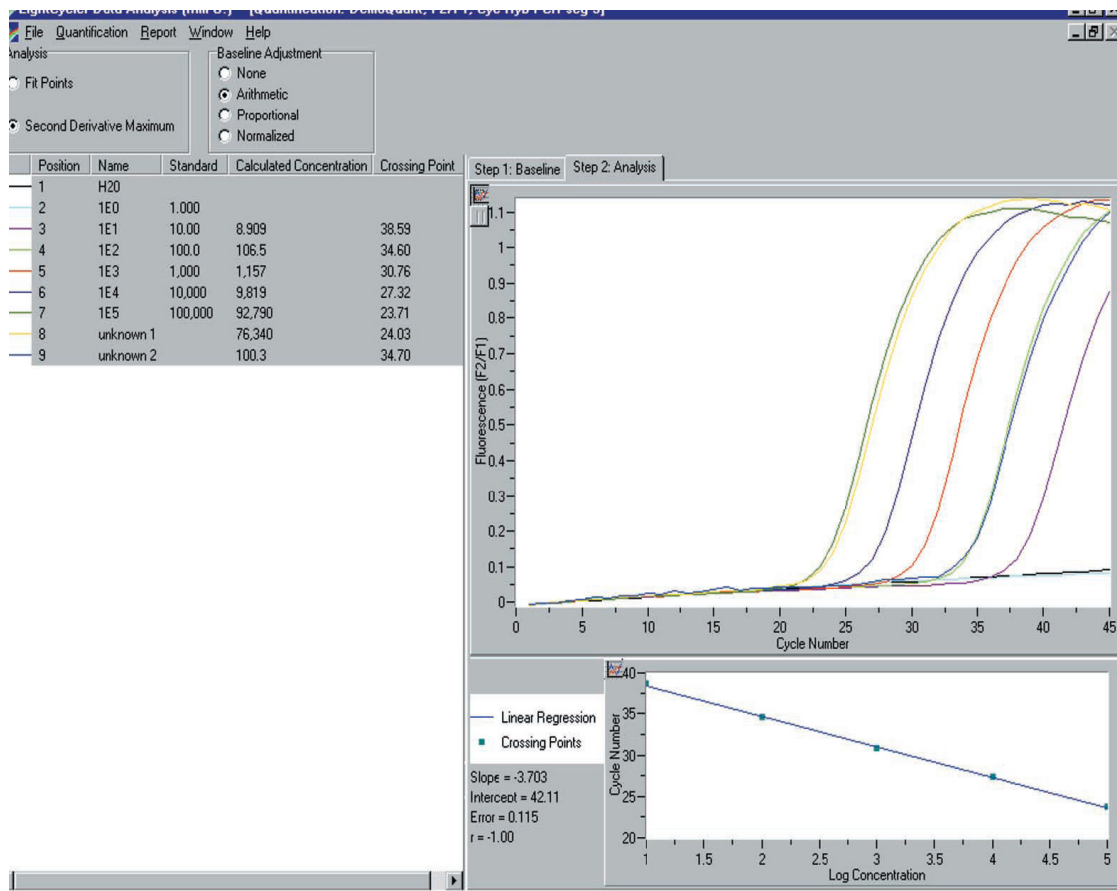 File Quantification Report Window Help
Analysis
Fit Points
Second Derivative Maximum
Baseline Adjustment
None
Arithmetic
Proportional
Normalized
Position Name Standard Calculated Concentration Crossing Point
1 H20
2 1E0 1.000
3 1E1 10.00 8.909 38.59
4 1E2 100.0 106.5 34.60
5 1E3 1,000 1,157 30.76
6 1E4 10,000 9,819 27.32
7 1E5 100,000 92,790 23.71
8 unknown 1 76,340 24.03
9 unknown 2 100.3 34.70
Step 1: Baseline Step 2: Analysis
Fluorescence (F2/F1)
1.1
1
0.9
0.8
0.7
0.6
0.5
0.4
0.3
0.2
0.1
0
0 5 10 15 20 25 30 35 40 45
Cycle Number
Linear Regression
Crossing Points
Slope = -3.703
Intercept = 42.11
Error = 0.115
r = -1.00
Cycle Number
40
35
30
25
20
1 1.5 2 2.5 3 3.5 4 4.5 5
Log Concentration